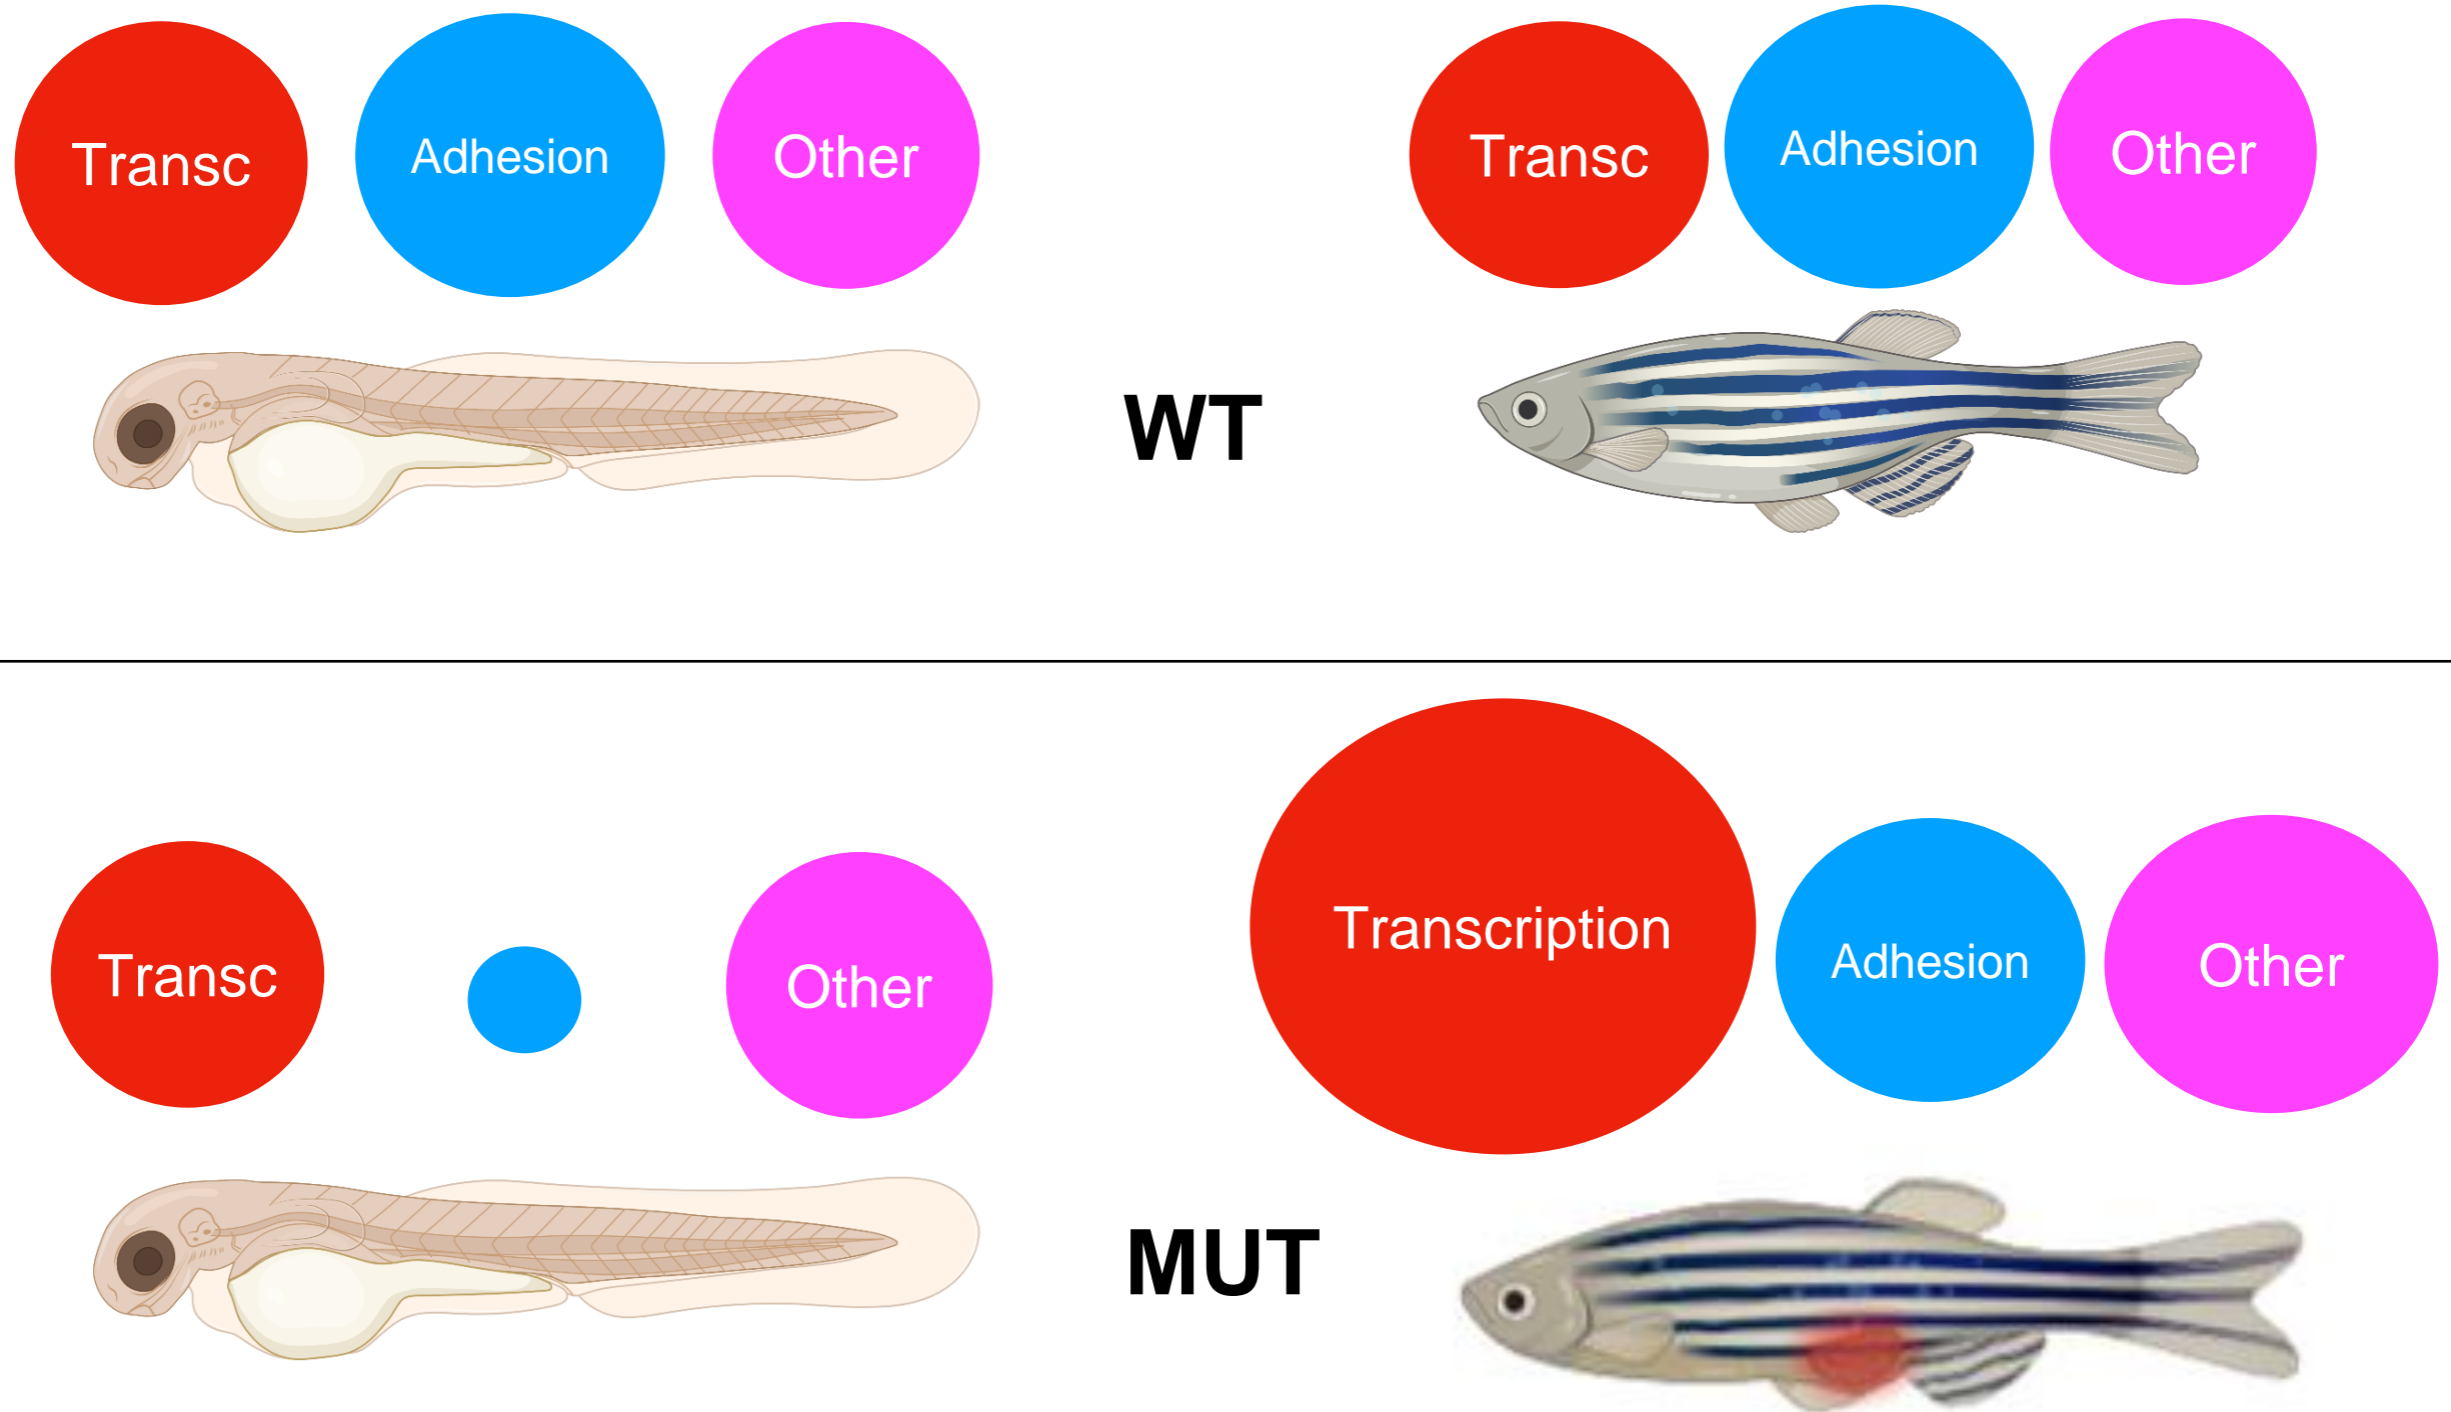 Transc
Adhesion
Other
Transc
Adhesion
Other
WT
Transc
Other
Transcription
Adhesion
Other
MUT